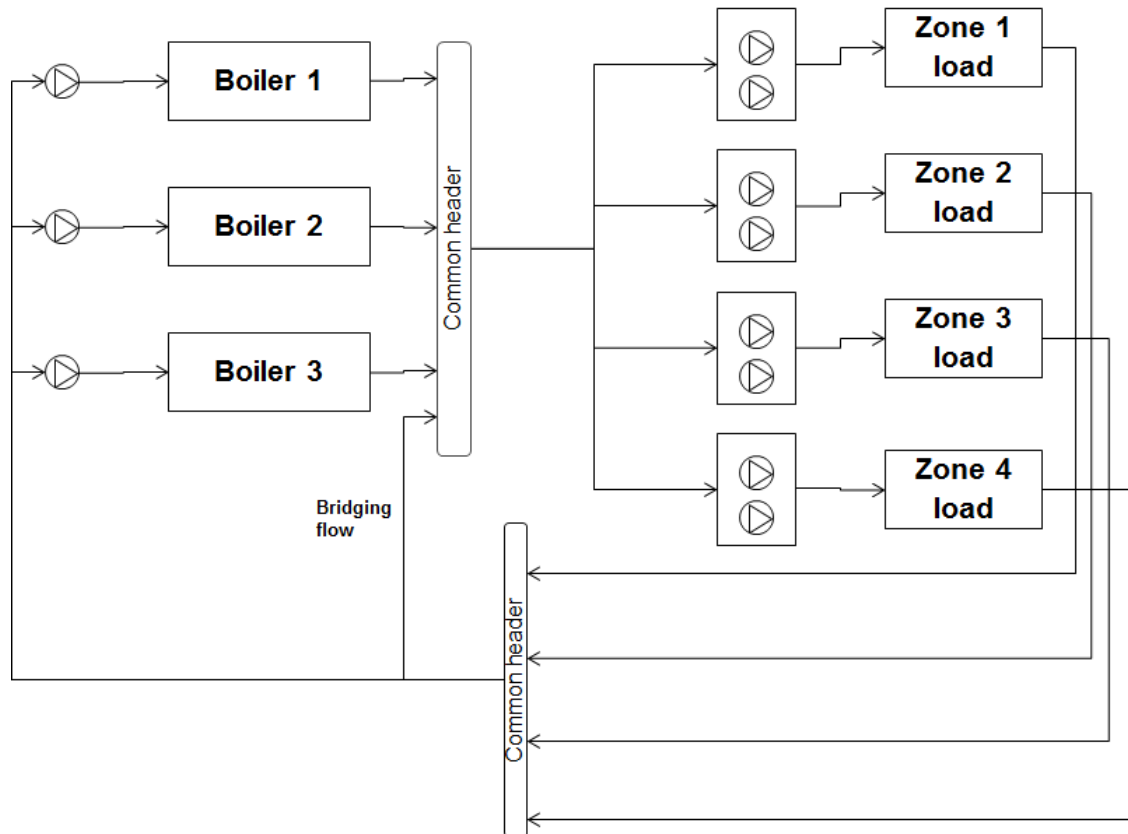 Boiler 1
Boiler 2
Boiler 3
Common header
Bridging
flow
Zone 1
load
Zone 2
load
Zone 3
load
Zone 4
load
Common header